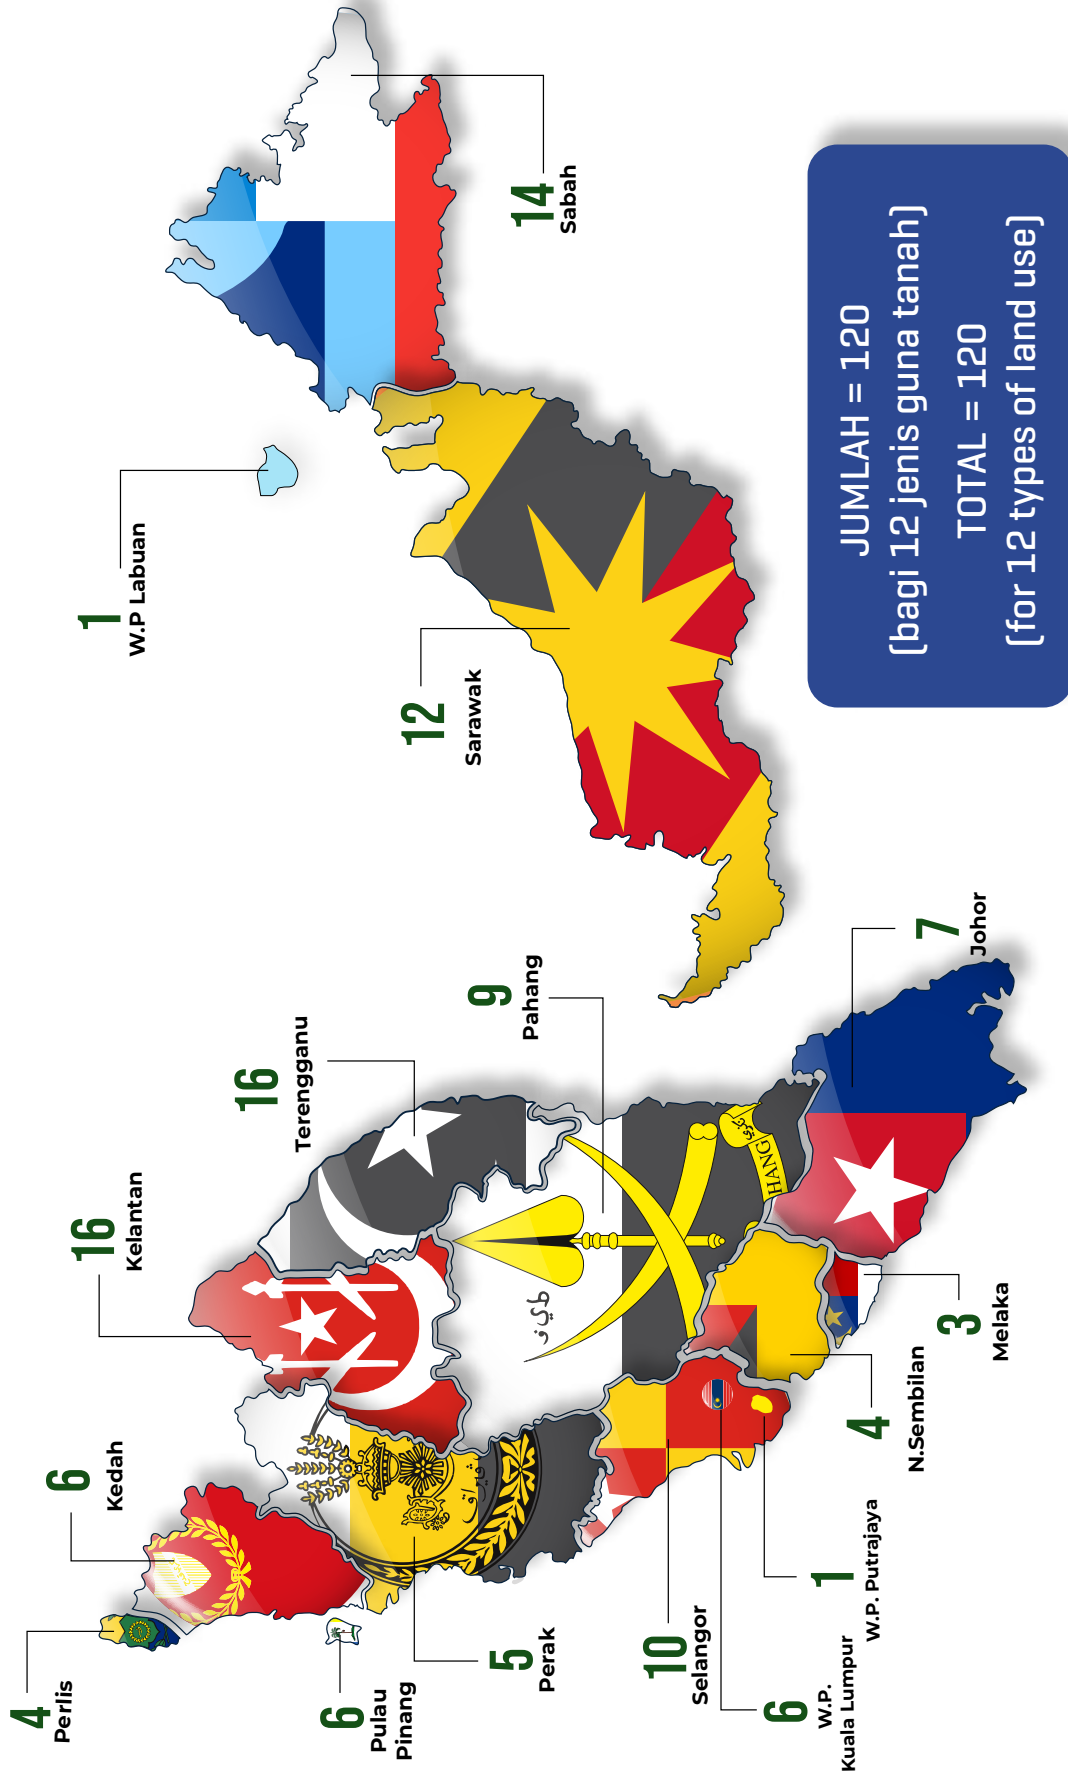 4
Perlis
6
Kedah
16
Kelantan
1
W.P Labuan
16
Terengganu
6
Pulau
Pinang
12
Sarawak
5
Perak
9
Pahang
14
Sabah
10
Selangor
HANG
6
W.P.
Kuala Lumpur
1
W.P. Putrajaya
4
N.Sembilan
3
Melaka
7
Johor
JUMLAH = 120
(bagi 12 jenis guna tanah)
TOTAL = 120
(for 12 types of land use)